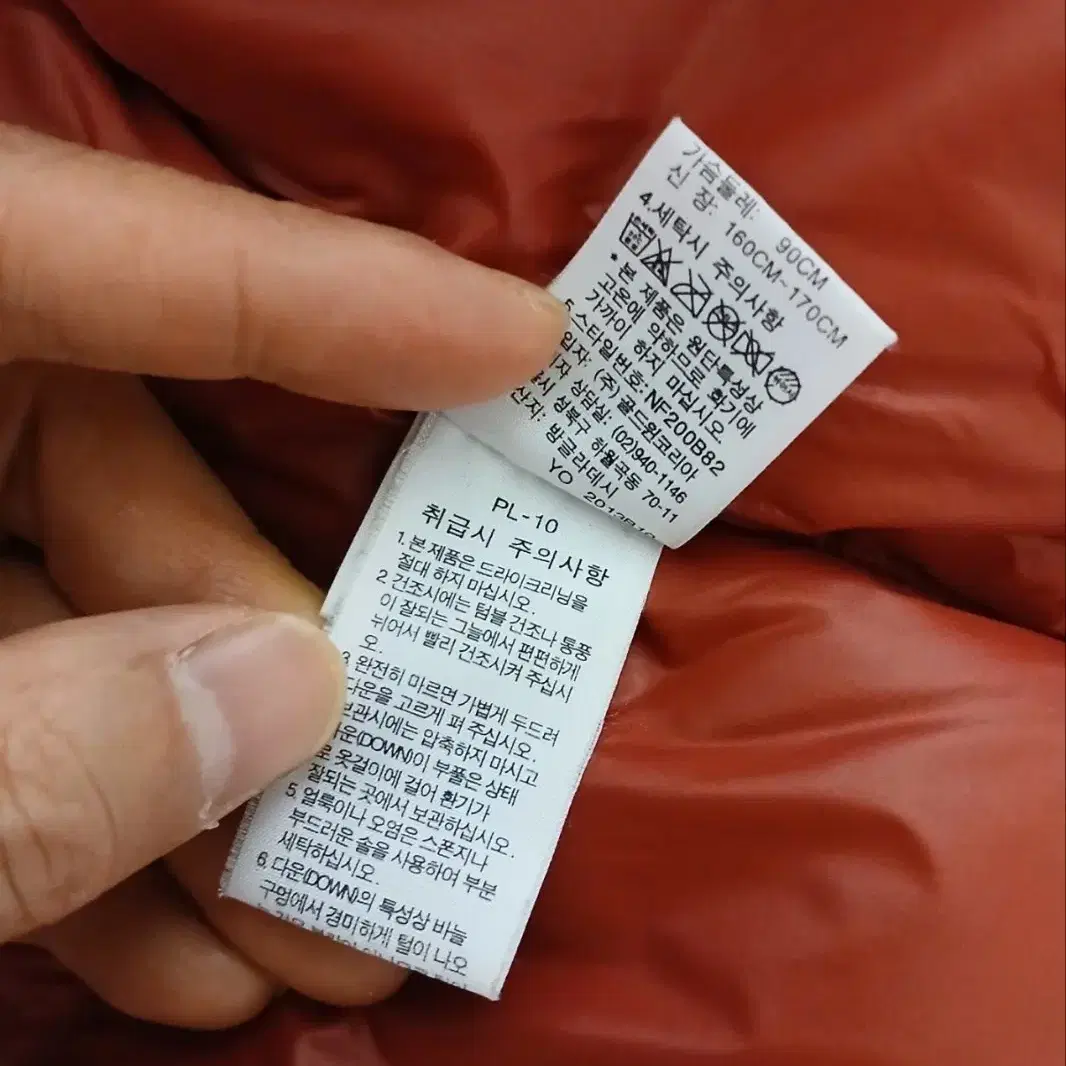 가슴둘레: 90CM
신 장: 160CM~170CM
4.세탁시 주의사항
* 본 제품은 원단특성상
고온에 약하므로 화기에
가까이 하지 마십시오
5.스타일번호:NF200B82
입자: (주)골드윈코리아
상담실: (02)940-1146
시 성북구 하월곡동 70-11
산지: 방글라데시
YO 2012
PL-10
취급시 주의사항
1.본 제품은 드라이크리닝을
절대 하지 마십시오.
2 건조시에는 텀블 건조나 통풍
이 잘되는 그늘에서 편편하게
뉘어서 빨리 건조시켜 주십시
오.
3 완전히 마르면 가볍게 두드려
다운을 고르게 펴 주십시오.
보관시에는 압축하지 마시고
다운(DOWN)이 부풀은 상태
로 옷걸이에 걸어 환기가
잘되는 곳에서 보관하십시오.
5. 얼룩이나 오염은 스폰지나
부드러운 솔을 사용하여 부분
세탁하십시오.
6.다운(DOWN)의 특성상 바늘
구멍에서 경미하게 털이 나오